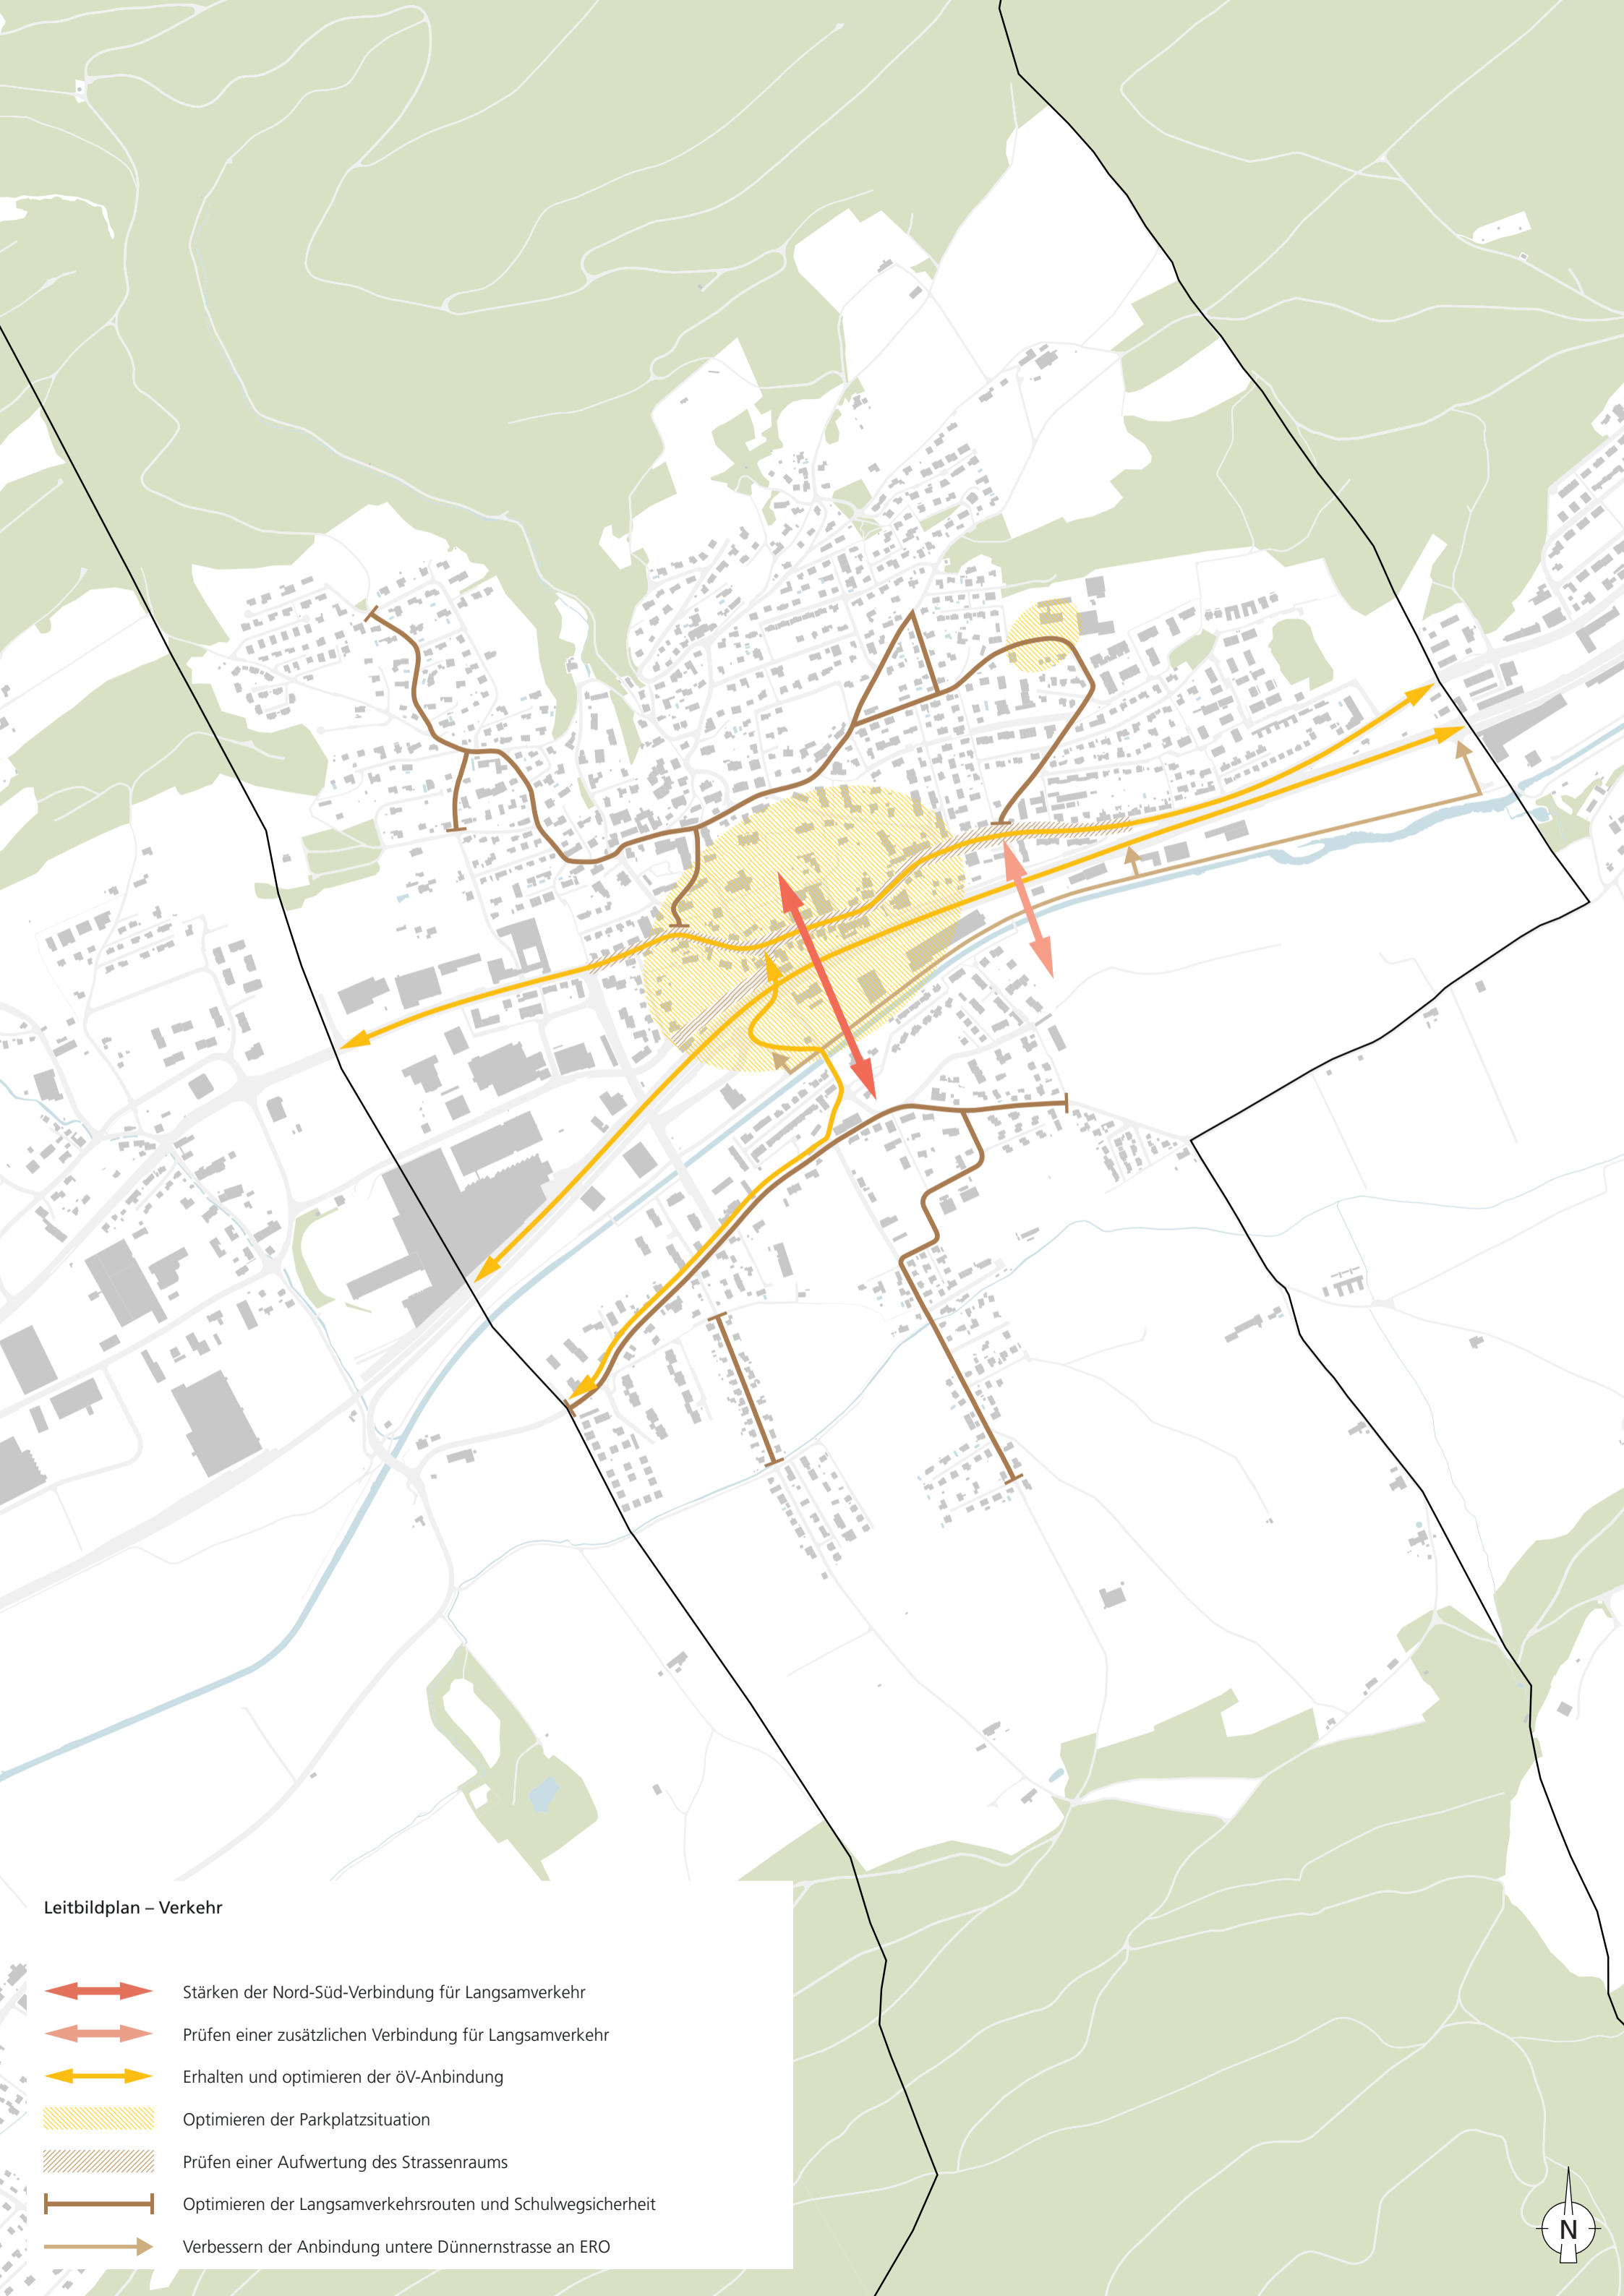 Leitbildplan – Verkehr
Stärken der Nord-Süd-Verbindung für Langsamverkehr
Prüfen einer zusätzlichen Verbindung für Langsamverkehr
Erhalten und optimieren der öV-Anbindung
Optimieren der Parkplatzsituation
Prüfen einer Aufwertung des Strassenraums
Optimieren der Langsamverkehrsrouten und Schulwegsicherheit
Verbessern der Anbindung untere Dünnernstrasse an ERO
N